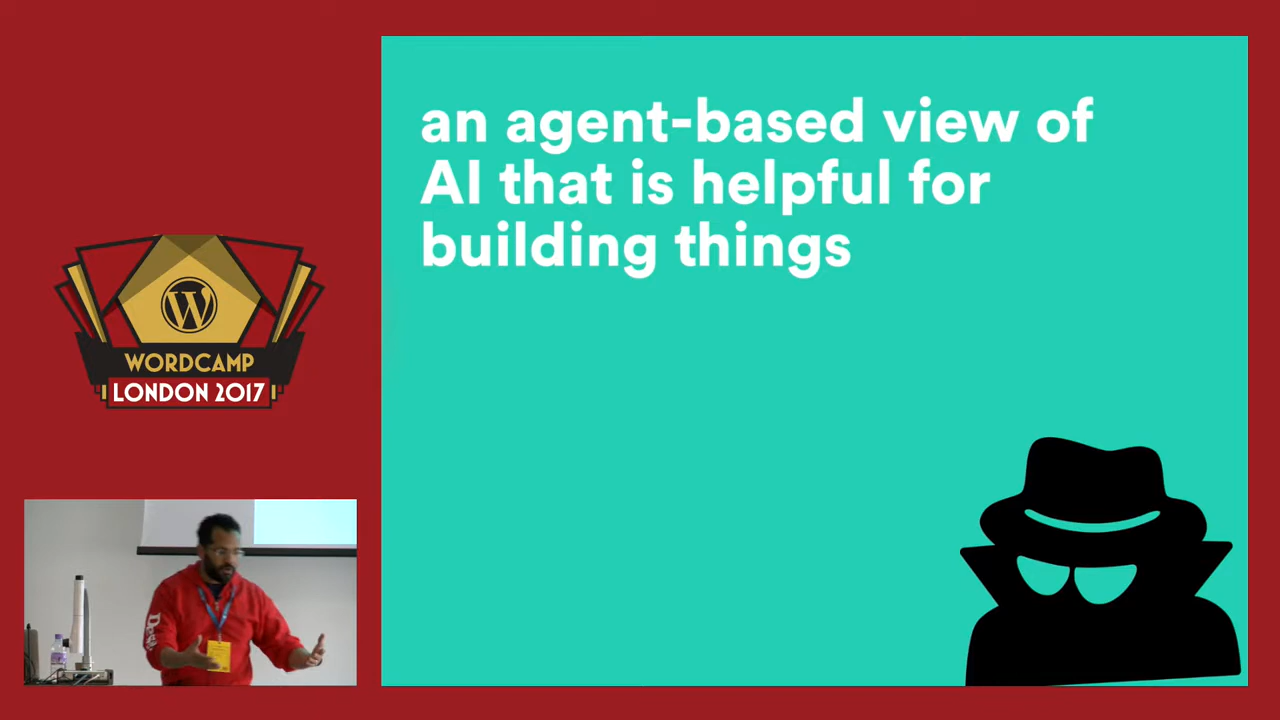 an agent-based view of
AI that is helpful for
building things
W
WORDCAMP
LONDON 2017